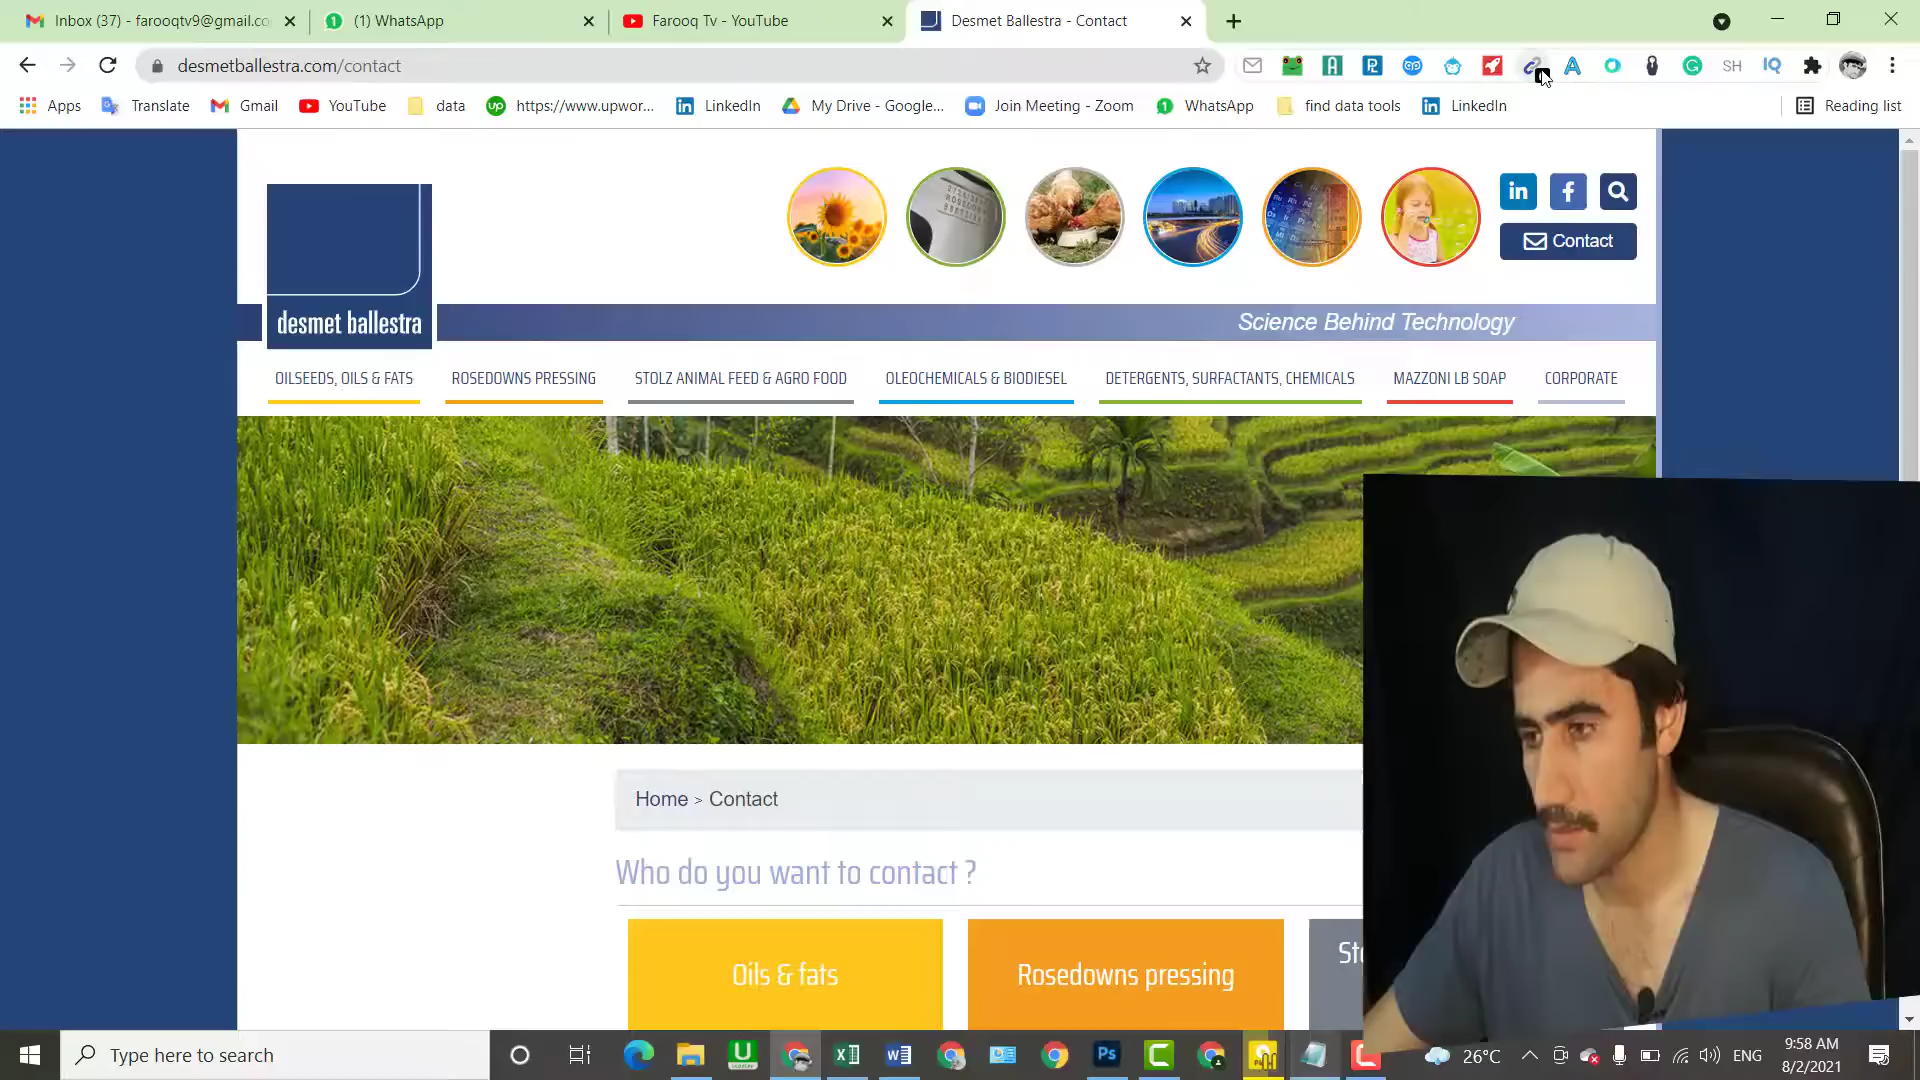 Inbox (37) - farooqtv9@gmail.co
(1) WhatsApp
Farooq Tv - YouTube
Desmet Ballestra - Contact
desmetballestra.com/contact
SH
IQ
Apps
Translate
Gmail
YouTube
data
https://www.upwor...
LinkedIn
My Drive - Google...
Join Meeting - Zoom
WhatsApp
find data tools
LinkedIn
Reading list
Contact
desmet ballestra
Science Behind Technology
OILSEEDS, OILS & FATS
ROSEDOWNS PRESSING
STOLZ ANIMAL FEED & AGRO FOOD
OLEOCHEMICALS & BIODIESEL
DETERGENTS, SURFACTANTS, CHEMICALS
MAZZONI LB SOAP
CORPORATE
Home > Contact
Who do you want to contact ?
Oils & fats
Rosedowns pressing
Type here to search
26°C
ENG
9:58 AM
8/2/2021